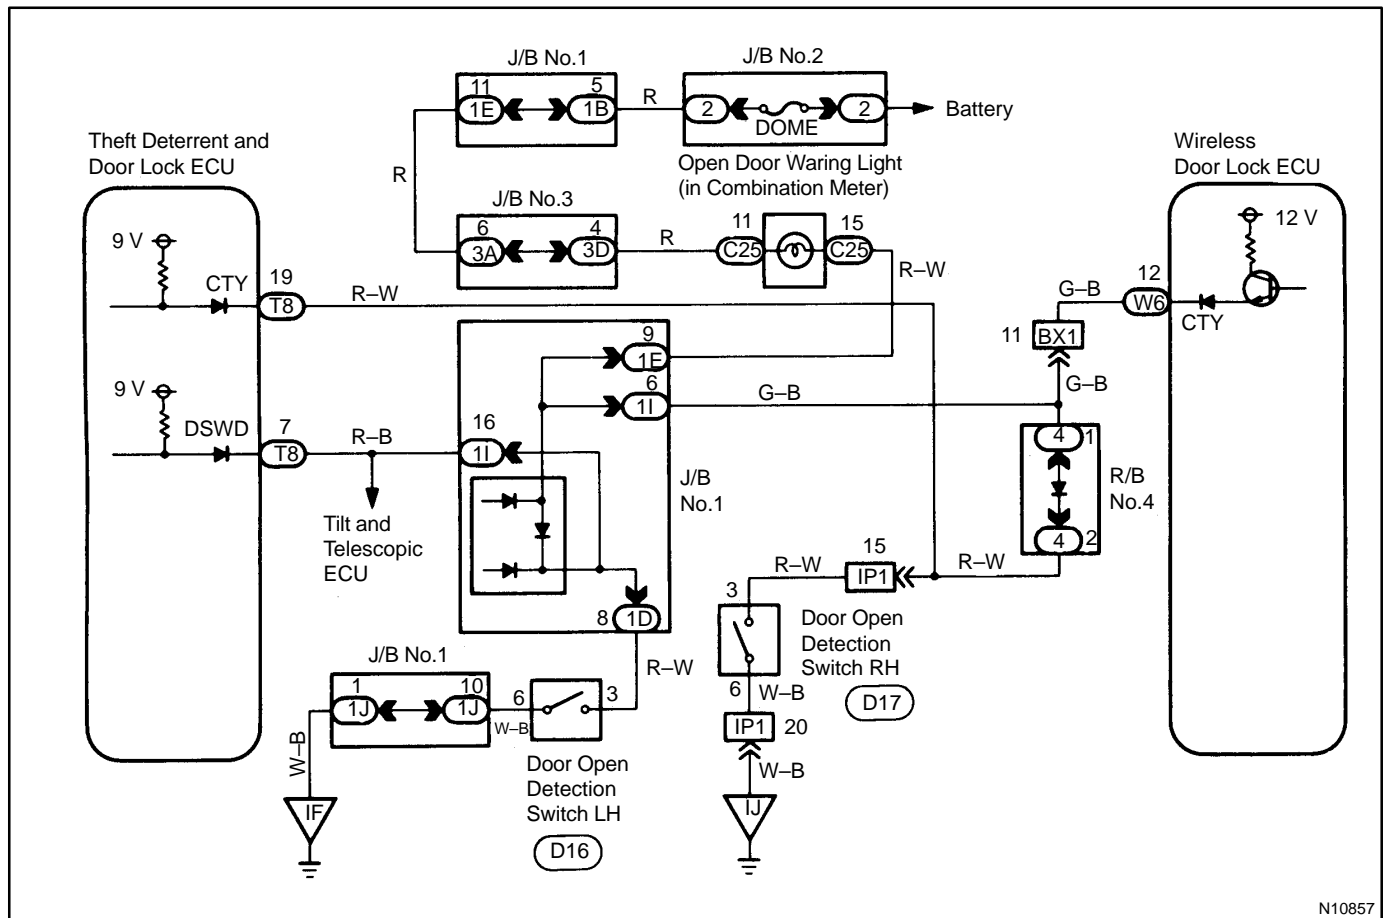 J/B No.1
J/B No.2
11
5
1E
1B
R
2
DOME
2
Battery
Theft Deterrent and
Door Lock ECU
Open Door Waring Light
(in Combination Meter)
Wireless
Door Lock ECU
R
J/B No.3
6
4
3A
3D
R
11
15
C25
C25
R–W
9 V
CTY
19
T8
R–W
12 V
12
G–B
W6
CTY
11
BX1
G–B
9
1E
6
1I
G–B
9 V
DSWD
7
T8
R–B
16
1I
J/B
No.1
4
1
R/B
No.4
4
2
Tilt and
Telescopic
ECU
15
R–W
IP1
R–W
8
1D
3
Door Open
Detection
Switch RH
D17
R–W
J/B No.1
1
10
1J
1J
6
3
W–B
6
W–B
IP1
20
W–B
W–B
Door Open
Detection
Switch LH
D16
IF
IJ
N10857